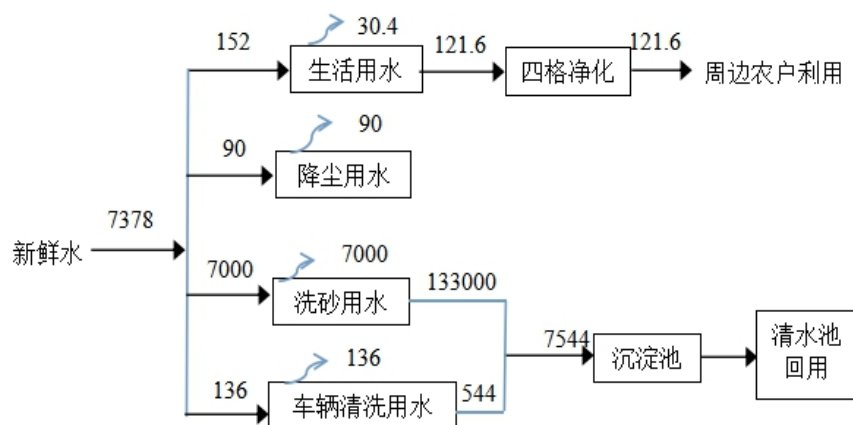 30.4
152
生活用水
121.6
四格净化
121.6
周边农户利用
90
90
降尘用水
7378
新鲜水
7000
7000
洗砂用水
133000
7544
沉淀池
清水池
回用
136
136
车辆清洗用水
544